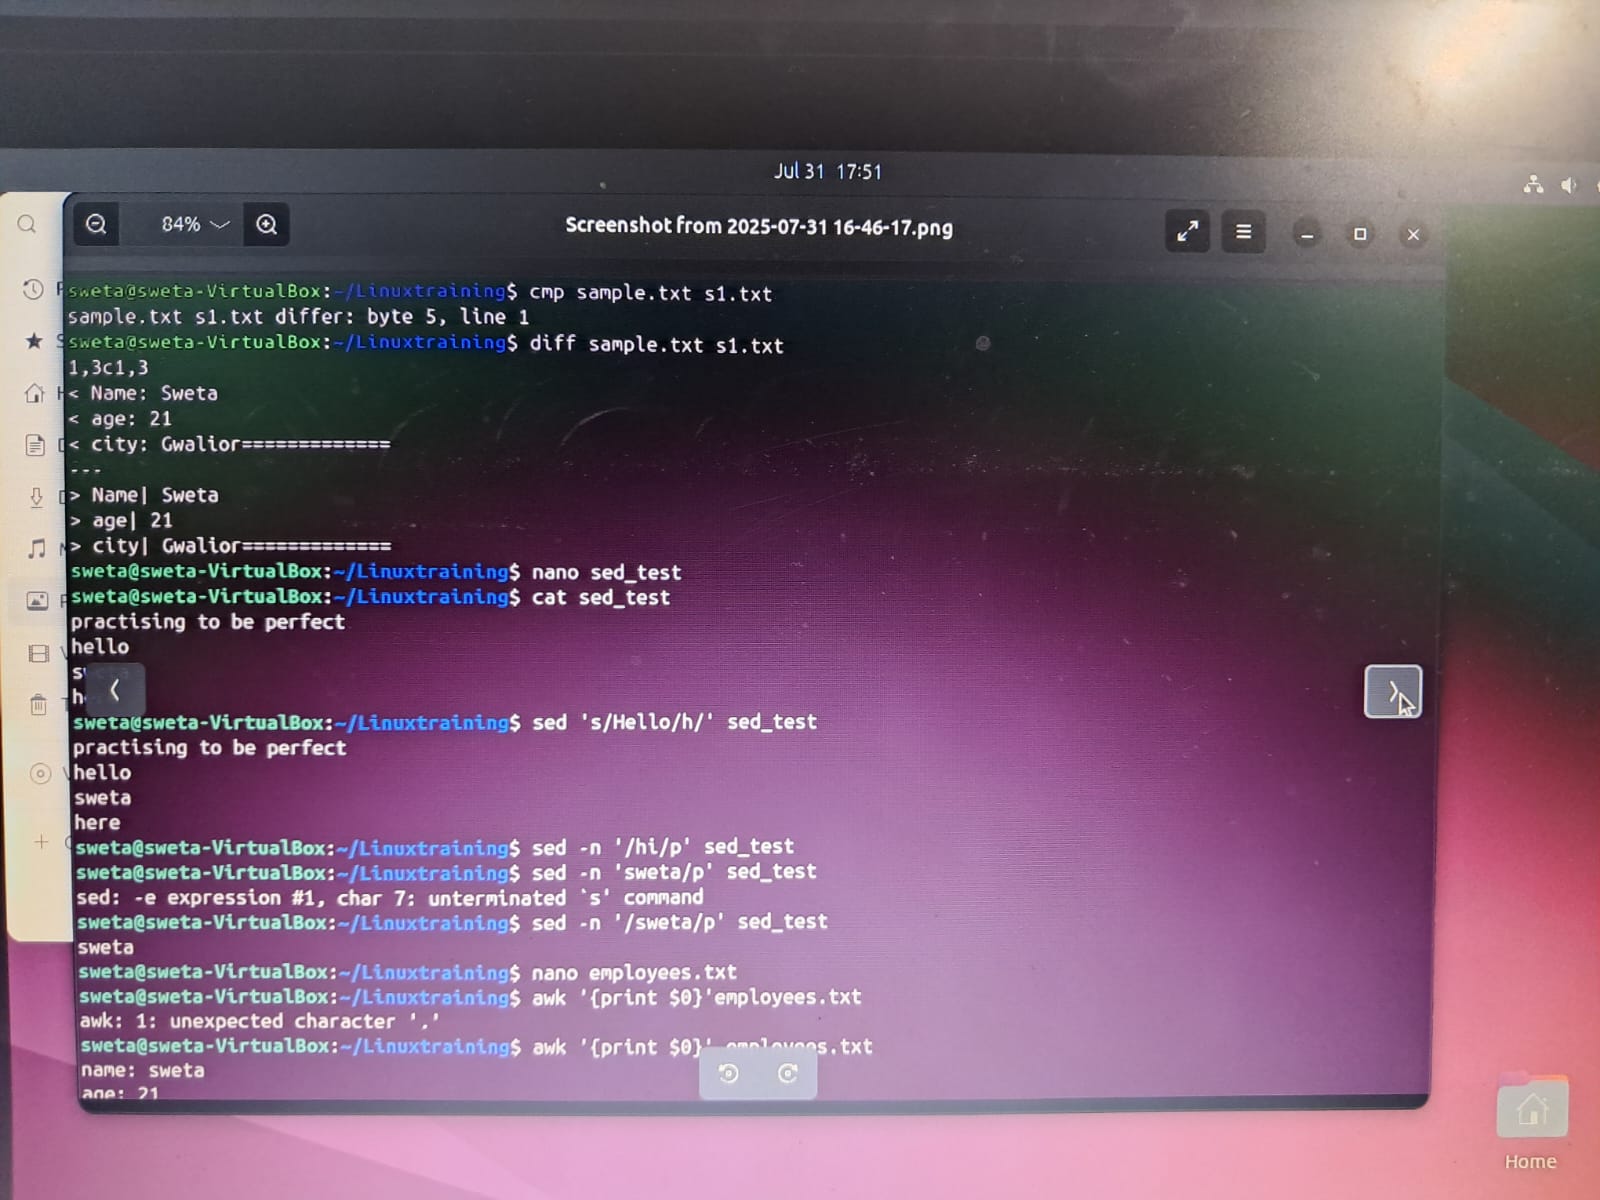 Jul 31 17:51
84%
Screenshot from 2025-07-31 16-46-17.png
sweta@sweta-VirtualBox:~/Linuxtraining$ cmp sample.txt s1.txt
sample.txt s1.txt differ: byte 5, line 1
sweta@sweta-VirtualBox:~/Linuxtraining$ diff sample.txt s1.txt
1,3c1,3
< Name: Sweta
< age: 21
< city: Gwalior=============
---
> Name| Sweta
> age| 21
> city| Gwalior=============
sweta@sweta-VirtualBox:~/Linuxtraining$ nano sed_test
sweta@sweta-VirtualBox:~/Linuxtraining$ cat sed_test
practising to be perfect
hello
sweta@sweta-VirtualBox:~/Linuxtraining$ sed 's/Hello/h/' sed_test
practising to be perfect
hello
sweta
here
sweta@sweta-VirtualBox:~/Linuxtraining$ sed -n '/hi/p' sed_test
sweta@sweta-VirtualBox:~/Linuxtraining$ sed -n 'sweta/p' sed_test
sed: -e expression #1, char 7: unterminated `s' command
sweta@sweta-VirtualBox:~/Linuxtraining$ sed -n '/sweta/p' sed_test
sweta
sweta@sweta-VirtualBox:~/Linuxtraining$ nano employees.txt
sweta@sweta-VirtualBox:~/Linuxtraining$ awk '{print $0}'employees.txt
awk: 1: unexpected character '.'
sweta@sweta-VirtualBox:~/Linuxtraining$ awk '{print $0}' employees.txt
name: sweta
age: 21
Home